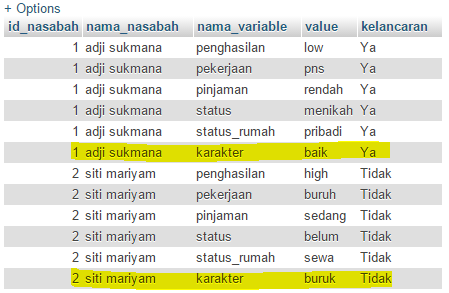 + Options
id_nasabah nama_nasabah nama_variable value kelancaran
1 adji sukmana penghasilan low Ya
1 adji sukmana pekerjaan pns Ya
1 adji sukmana pinjaman rendah Ya
1 adji sukmana status menikah Ya
1 adji sukmana status_rumah pribadi Ya
1 adji sukmana karakter baik Ya
2 siti mariyam penghasilan high Tidak
2 siti mariyam pekerjaan buruh Tidak
2 siti mariyam pinjaman sedang Tidak
2 siti mariyam status belum Tidak
2 siti mariyam status_rumah sewa Tidak
2 siti mariyam karakter buruk Tidak